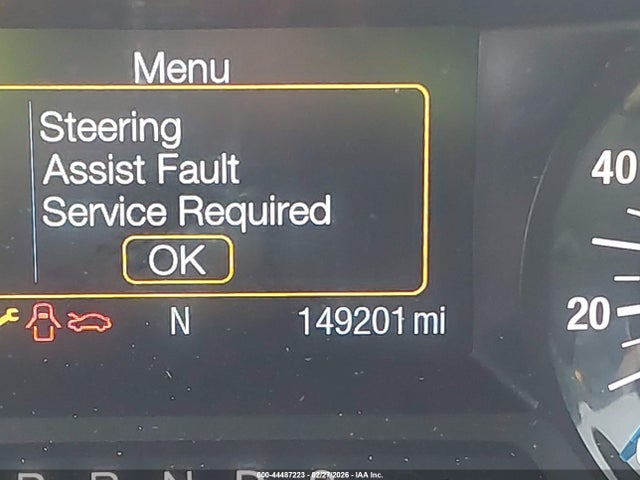 Menu
Steering
Assist Fault
Service Required
OK
N
149201 mi
40
20
P R N D S
000-44487223 - 02/27/2026 - IAA Inc.